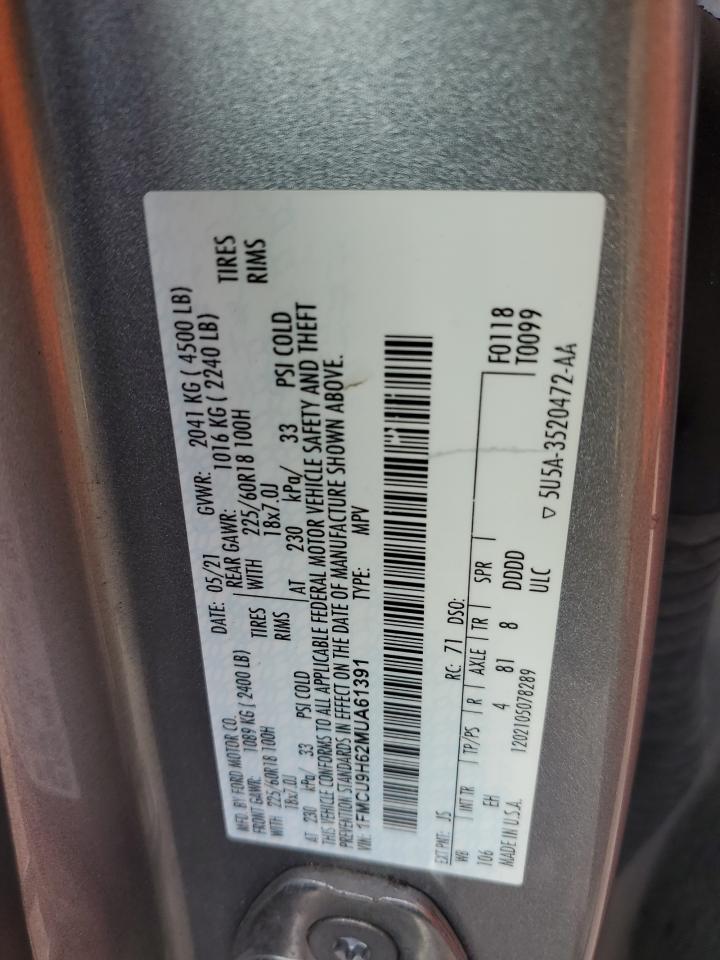 MFD. BY FORD MOTOR CO. DATE: 05/21 GVWR: 2041 KG ( 4500 LB)
FRONT GAWR: 1089 KG ( 2400 LB) REAR GAWR: 1016 KG ( 2240 LB)
WITH 225/60R18 100H TIRES WITH 225/60R18 100H TIRES
18x7.0J RIMS 18x7.0J RIMS
AT 230 kPa/ 33 PSI COLD AT 230 kPa/ 33 PSI COLD
THIS VEHICLE CONFORMS TO ALL APPLICABLE FEDERAL MOTOR VEHICLE SAFETY AND THEFT
PREVENTION STANDARDS IN EFFECT ON THE DATE OF MANUFACTURE SHOWN ABOVE.
VIN: 1FMCU9H62MUA61391 TYPE: MPV
EXT PNT: JS RC: 71 DSO: F0118
WB INT TR TP/PS R AXLE TR SPR T0099
106 EH 4 81 8 DDDD
MADE IN U.S.A. 1202105078289 ULC ▽ 5U5A-3520472-AA